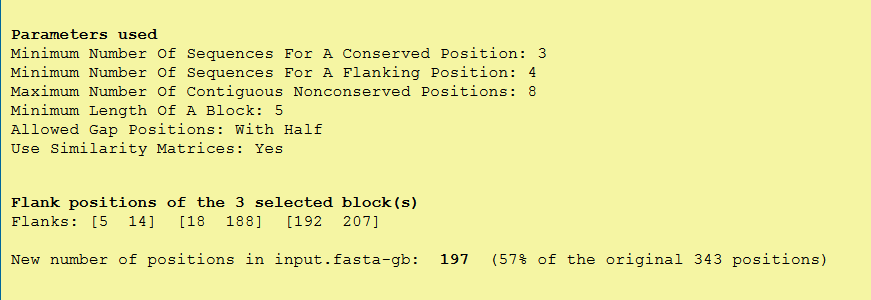 Parameters used
Minimum Number Of Sequences For A Conserved Position: 3
Minimum Number Of Sequences For A Flanking Position: 4
Maximum Number Of Contiguous Nonconserved Positions: 8
Minimum Length Of A Block: 5
Allowed Gap Positions: With Half
Use Similarity Matrices: Yes
Flank positions of the 3 selected block(s)
Flanks: [5  14]  [18  188]  [192  207]
New number of positions in input.fasta-gb:  197  (57% of the original 343 positions)